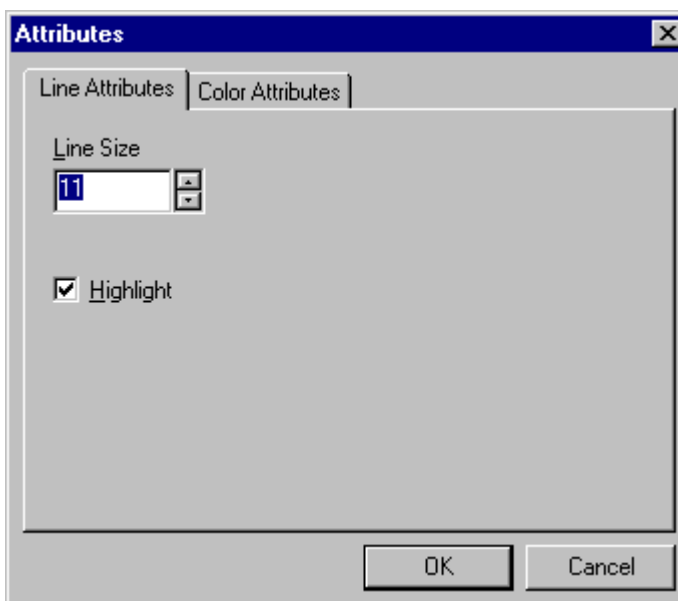 Attributes
Line Attributes Color Attributes
Line Size
11
Highlight
OK Cancel